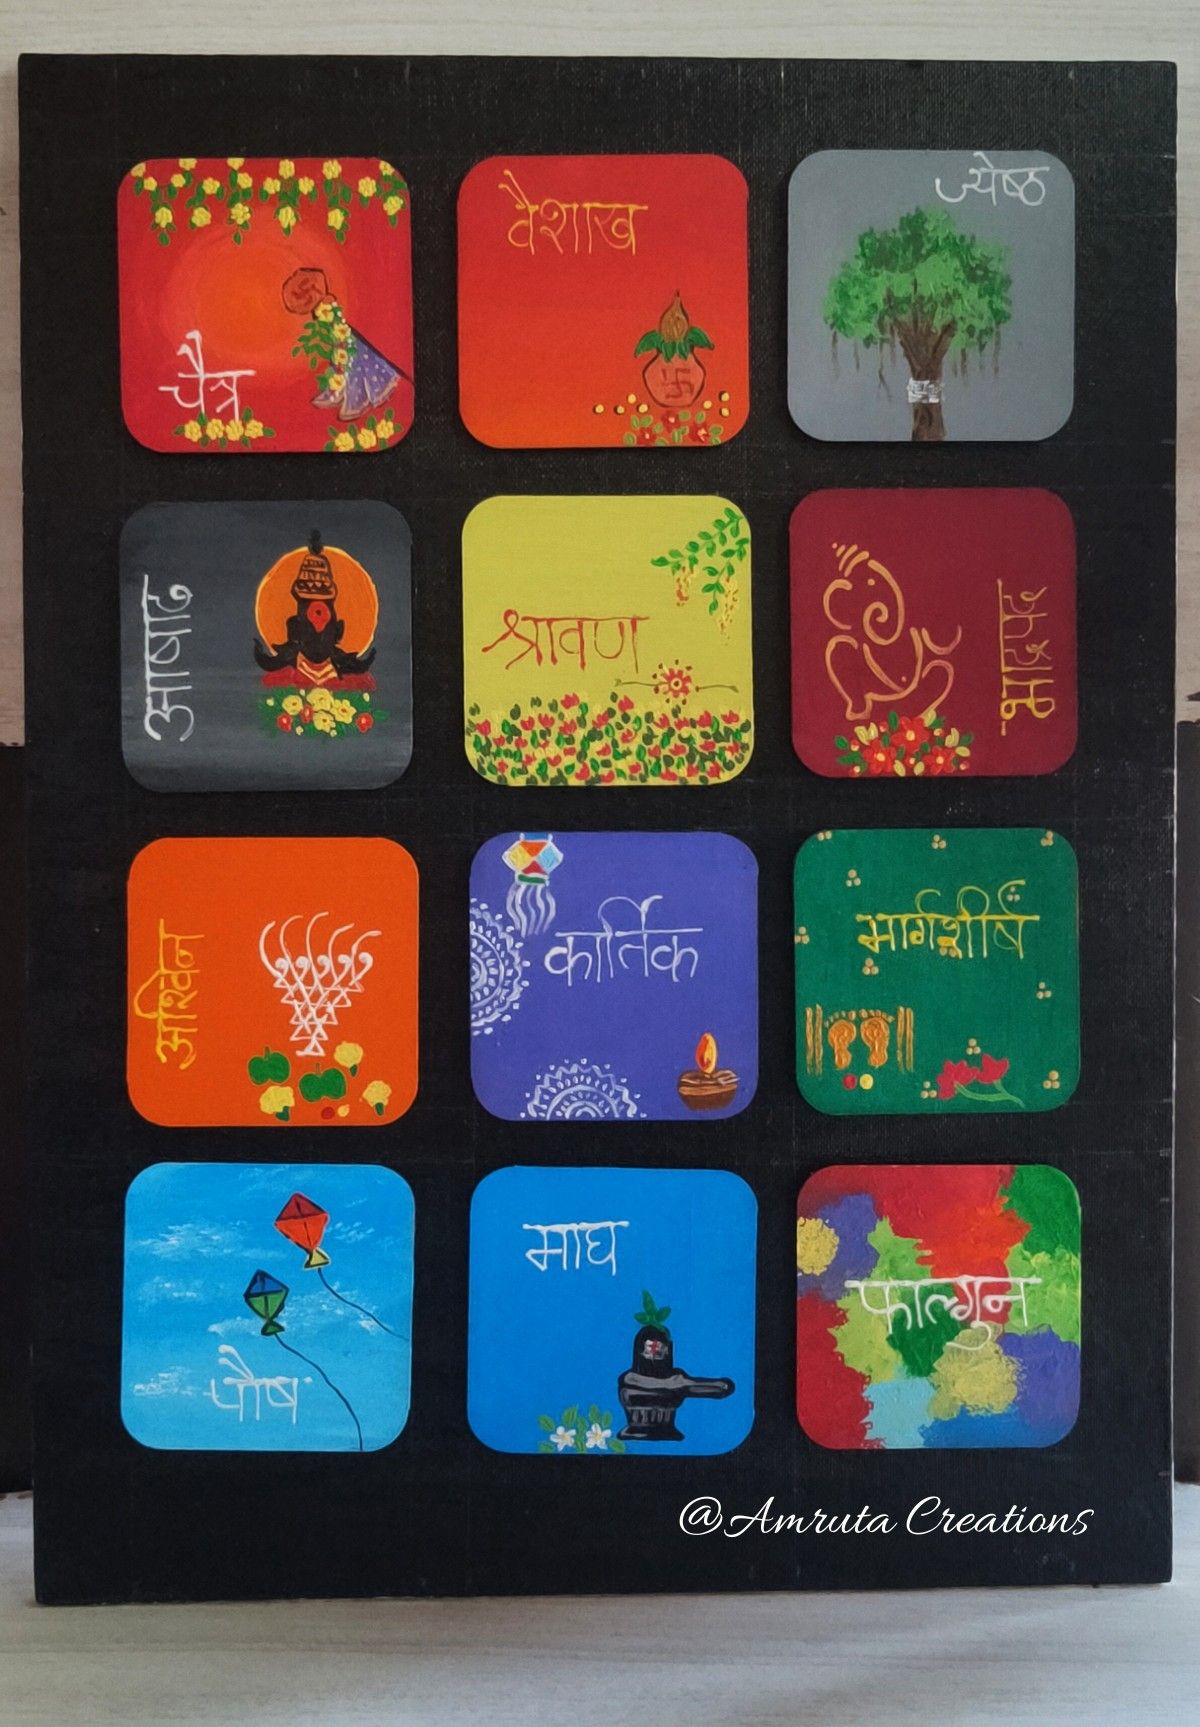 चैत्र
वैशाख
ज्येष्ठ
आषाढ
श्रावण
भाद्रपद
अश्विन
कार्तिक
मार्गशीर्ष
पौष
माघ
फाल्गुन
@Amruta Creations